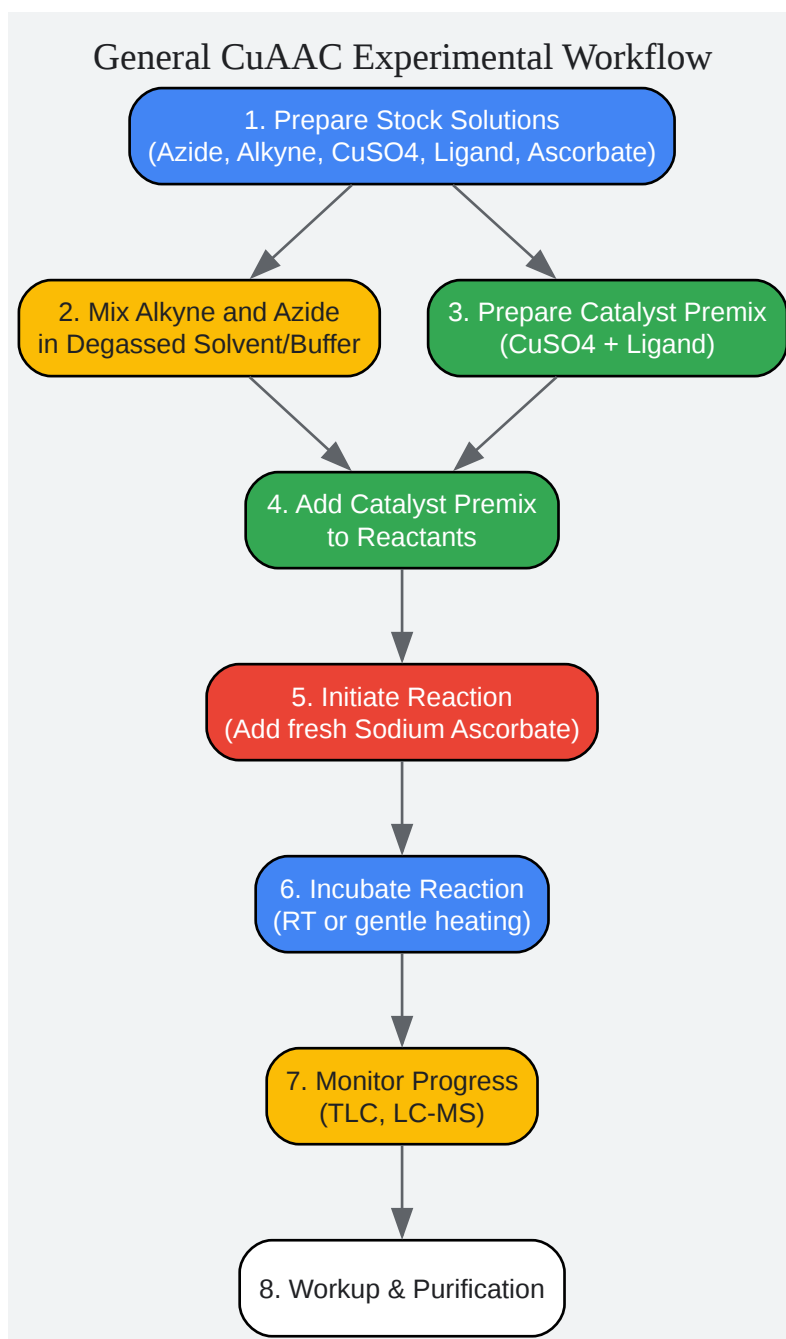 General CuAAC Experimental Workflow
1. Prepare Stock Solutions
(Azide, Alkyne, CuSO4, Ligand, Ascorbate)
2. Mix Alkyne and Azide
in Degassed Solvent/Buffer
3. Prepare Catalyst Premix
(CuSO4 + Ligand)
4. Add Catalyst Premix
to Reactants
5. Initiate Reaction
(Add fresh Sodium Ascorbate)
6. Incubate Reaction
(RT or gentle heating)
7. Monitor Progress
(TLC, LC-MS)
8. Workup & Purification